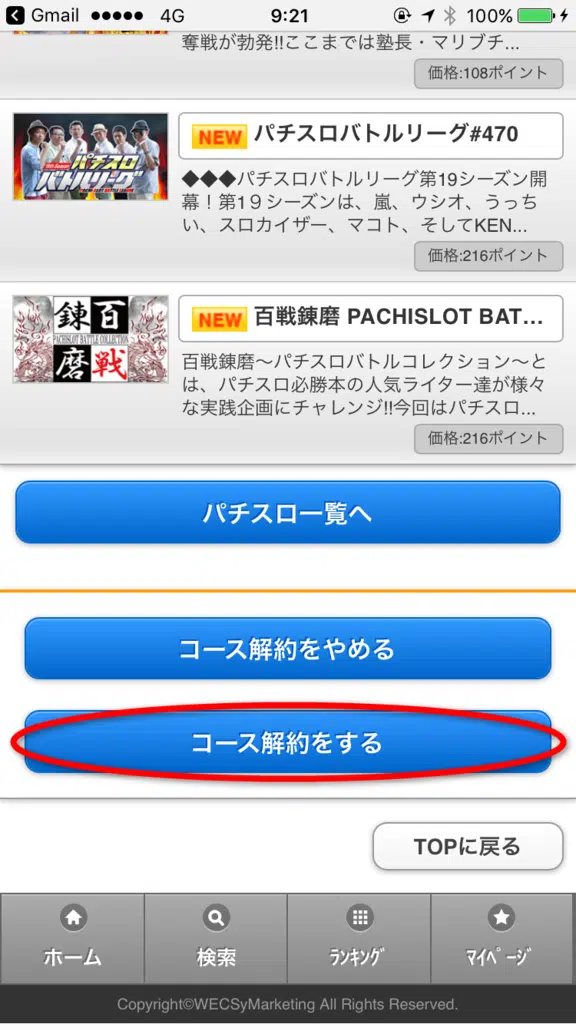 Gmail 4G 9:21 100%
奪戦が勃発!!ここまでは塾長・マリブチ...
価格:108ポイント
パチスロ
バトルリーグ
NEW パチスロバトルリーグ#470
◆◆◆パチスロバトルリーグ第19シーズン開
幕！第1９シーズンは、嵐、ウシオ、うっち
い、スロカイザー、マコト、そしてKEN...
価格:216ポイント
錬 百
PACHISLOT BATTLE COLLECTION
磨 戦
NEW 百戦錬磨 PACHISLOT BAT...
百戦錬磨～パチスロバトルコレクション～と
は、パチスロ必勝本の人気ライター達が様々
な実践企画にチャレンジ!!今回はパチスロ...
価格:216ポイント
パチスロ一覧へ
コース解約をやめる
コース解約をする
TOPに戻る
ホーム 検索 ﾗﾝｷﾝｸﾞ ﾏｲﾍﾟｰｼﾞ
Copyright©WECSyMarketing All Rights Reserved.